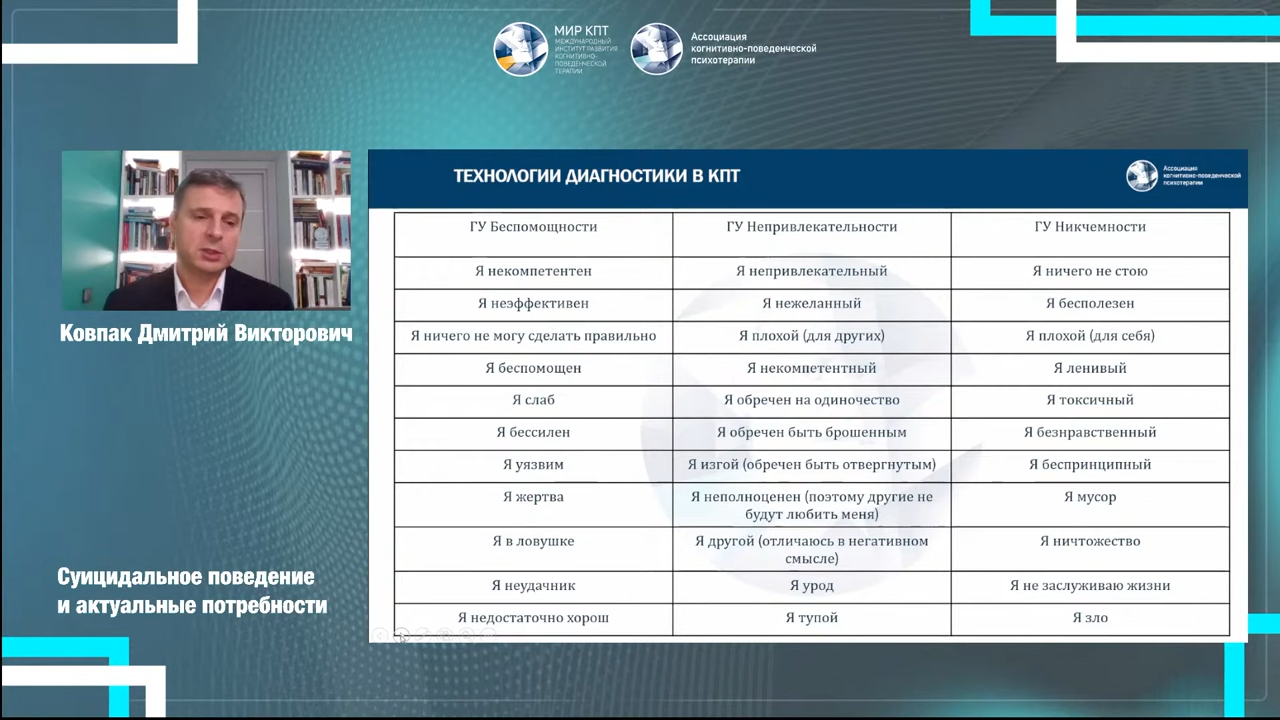 МИР КПТ
МЕЖДУНАРОДНЫЙ
ИНСТИТУТ РАЗВИТИЯ
КОГНИТИВНО-
ПОВЕДЕНЧЕСКОЙ
ТЕРАПИИ
Ассоциация
когнитивно-поведенческой
психотерапии
ТЕХНОЛОГИИ ДИАГНОСТИКИ В КПТ
Ассоциация
когнитивно-поведенческой
психотерапии
ГУ Беспомощности ГУ Непривлекательности ГУ Никчемности
Я некомпетентен Я непривлекательный Я ничего не стою
Я неэффективен Я нежеланный Я бесполезен
Я ничего не могу сделать правильно Я плохой (для других) Я плохой (для себя)
Я беспомощен Я некомпетентный Я ленивый
Я слаб Я обречен на одиночество Я токсичный
Я бессилен Я обречен быть брошенным Я безнравственный
Я уязвим Я изгой (обречен быть отвергнутым) Я беспринципный
Я жертва Я неполноценен (поэтому другие не Я мусор
будут любить меня)
Я в ловушке Я другой (отличаюсь в негативном Я ничтожество
смысле)
Я неудачник Я урод Я не заслуживаю жизни
Я недостаточно хорош Я тупой Я зло
Ковпак Дмитрий Викторович
Суицидальное поведение
и актуальные потребности